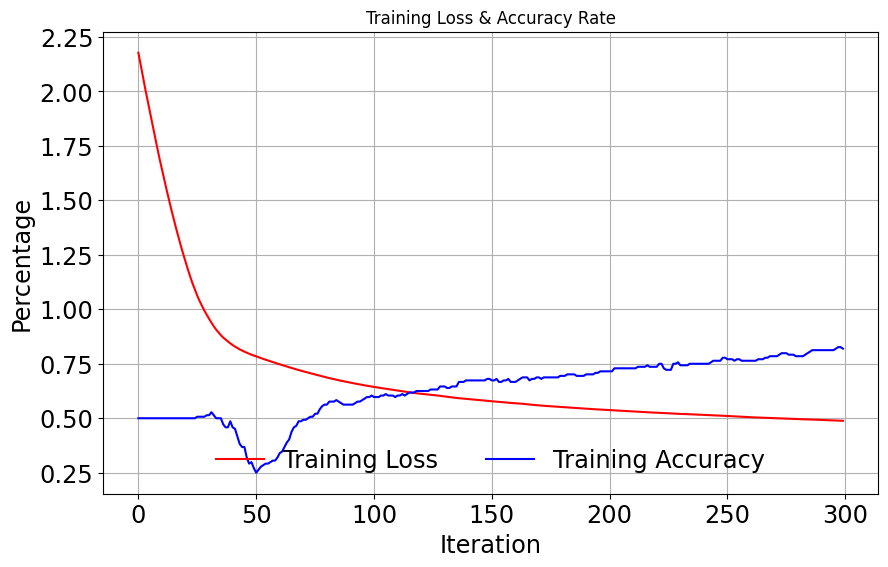 Training Loss & Accuracy Rate
2.25
2.00
1.75
1.50
1.25
1.00
0.75
0.50
0.25
Percentage
Training Loss Training Accuracy
0 50 100 150 200 250 300
Iteration